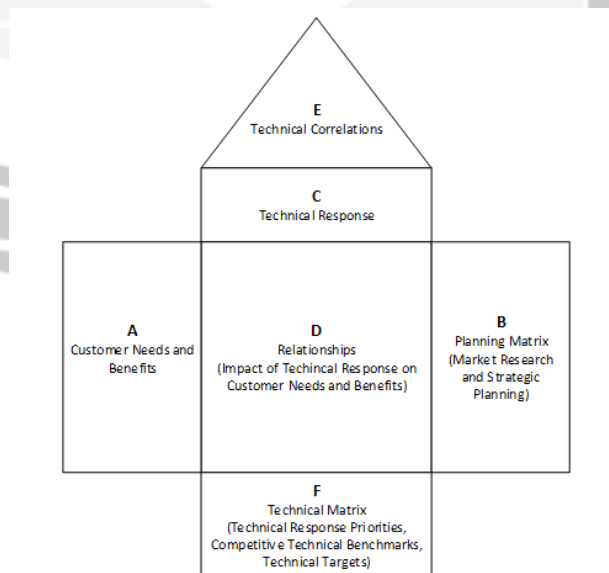 E
Technical Correlations
C
Technical Response
A
Customer Needs and
Benefits
D
Relationships
(Impact of Techincal Response on
Customer Needs and Benefits)
B
Planning Matrix
(Market Research
and Strategic
Planning)
F
Technical Matrix
(Technical Response Priorities,
Competitive Technical Benchmarks,
Technical Targets)